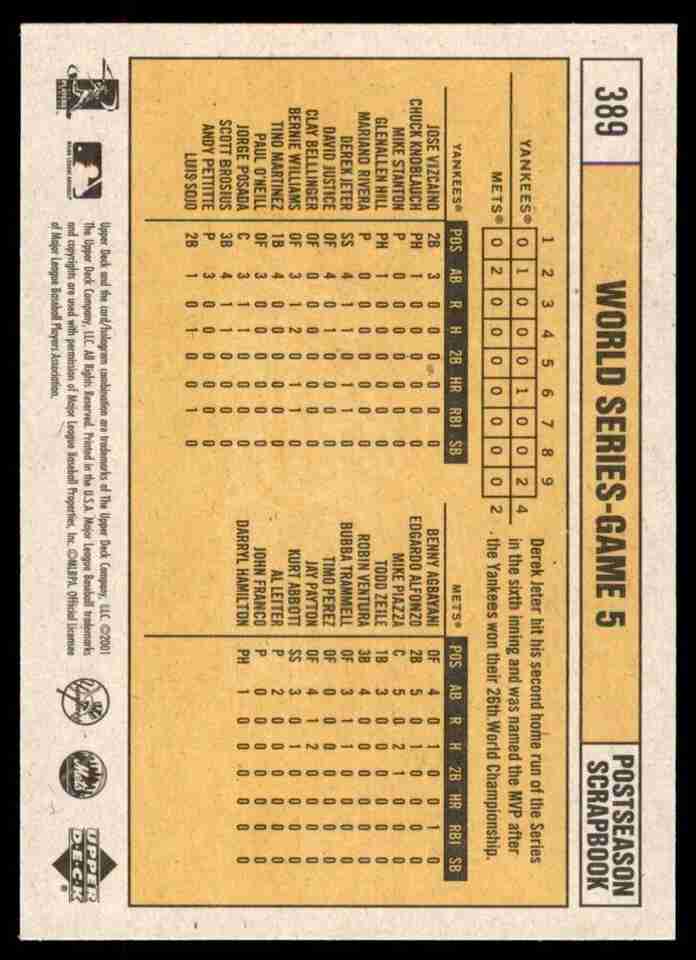 389
WORLD SERIES-GAME 5
POSTSEASON
SCRAPBOOK
1 2 3 4 5 6 7 8 9
YANKEES® 0 1 0 0 0 1 0 0 2 4
METS® 0 2 0 0 0 0 0 0 0 2
Derek Jeter hit his second home run of the Series
in the sixth inning and was named the MVP after
the Yankees won their 26th World Championship.
YANKEES® POS AB R H 2B HR RBI SB
JOSE VIZCAINO 2B 3 0 0 0 0 0 0
CHUCK KNOBLAUCH PH 1 0 0 0 0 0 0
MIKE STANTON P 0 0 0 0 0 0 0
GLENALLEN HILL PH 1 0 0 0 0 0 0
MARIANO RIVERA P 0 0 0 0 0 0 0
DEREK JETER SS 4 1 1 0 1 1 0
DAVID JUSTICE OF 4 0 1 0 0 0 0
CLAY BELLLINGER OF 0 0 0 0 0 0 0
BERNIE WILLIAMS OF 3 1 2 0 1 1 0
TINO MARTINEZ 1B 4 0 0 0 0 0 0
PAUL O'NEILL OF 3 0 0 0 0 0 0
JORGE POSADA C 3 1 1 0 0 0 0
SCOTT BROSIUS 3B 4 1 1 0 0 0 0
ANDY PETTITTE P 3 0 0 0 0 0 0
LUIS SOJO 2B 1 0 1 0 0 1 0
METS® POS AB R H 2B HR RBI SB
BENNY AGBAYANI OF 4 0 1 0 0 1 0
EDGARDO ALFONZO 2B 5 0 1 0 0 0 0
MIKE PIAZZA C 5 0 2 1 0 0 0
TODD ZEILE 1B 3 0 0 0 0 0 0
ROBIN VENTURA 3B 4 0 0 0 0 0 0
BUBBA TRAMMELL OF 3 1 1 0 0 0 0
TIMO PEREZ OF 0 0 0 0 0 0 0
JAY PAYTON OF 4 1 2 0 0 0 0
KURT ABBOTT SS 3 0 1 0 0 0 0
AL LEITER P 2 0 0 0 0 0 0
JOHN FRANCO P 0 0 0 0 0 0 0
DARRYL HAMILTON PH 1 0 0 0 0 0 0
Upper Deck and the card/hologram combination are trademarks of The Upper Deck Company, LLC. ©2001
The Upper Deck Company, LLC. All Rights Reserved. Printed in the U.S.A. Major League Baseball trademarks
and copyrights are used with permission of Major League Baseball Properties, Inc. ©MLBPA. Official Licensee
of Major League Baseball Players Association.
Mets
UPPER
DECK®